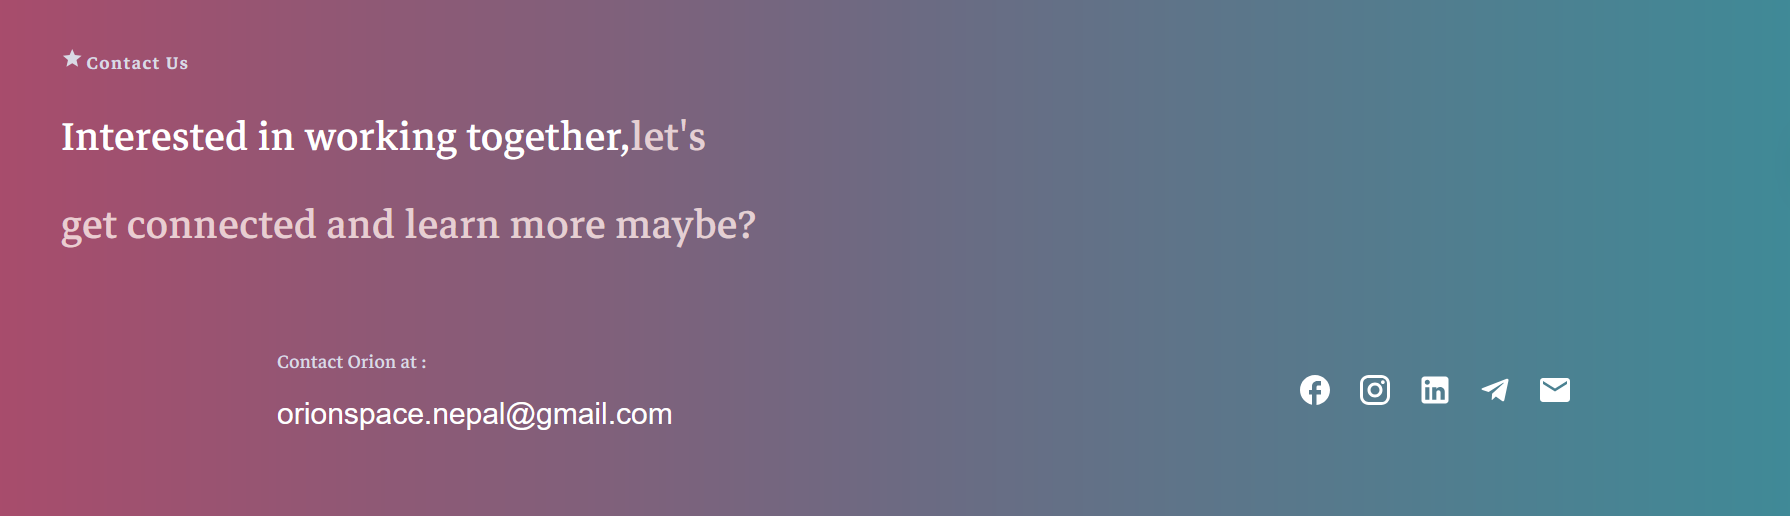 Contact Us
Interested in working together,let's
get connected and learn more maybe?
Contact Orion at :
orionspace.nepal@gmail.com